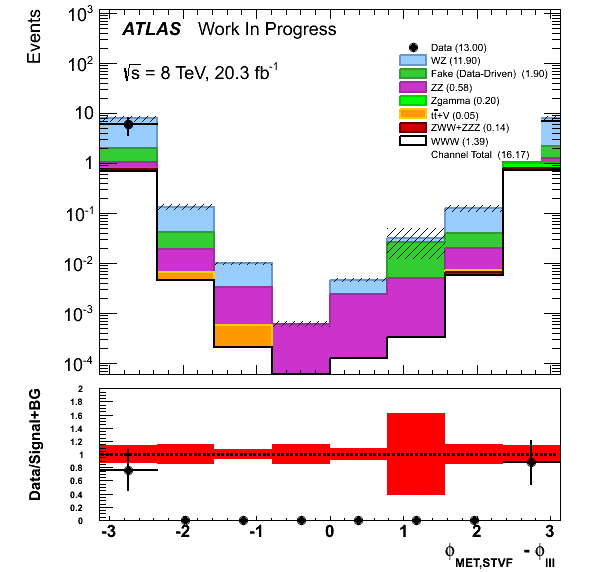 Events
10³
10²
10
1
10⁻¹
10⁻²
10⁻³
10⁻⁴
ATLAS Work In Progress
√s = 8 TeV, 20.3 fb⁻¹
Data (13.00)
WZ (11.90)
Fake (Data-Driven) (1.90)
ZZ (0.58)
Zgamma (0.20)
tt̄+V (0.05)
ZWW+ZZZ (0.14)
WWW (1.39)
Channel Total (16.17)
Data/Signal+BG
2
1.8
1.6
1.4
1.2
1
0.8
0.6
0.4
0.2
0
-3 -2 -1 0 1 2 3
ϕ_MET,STVF - ϕ_lll